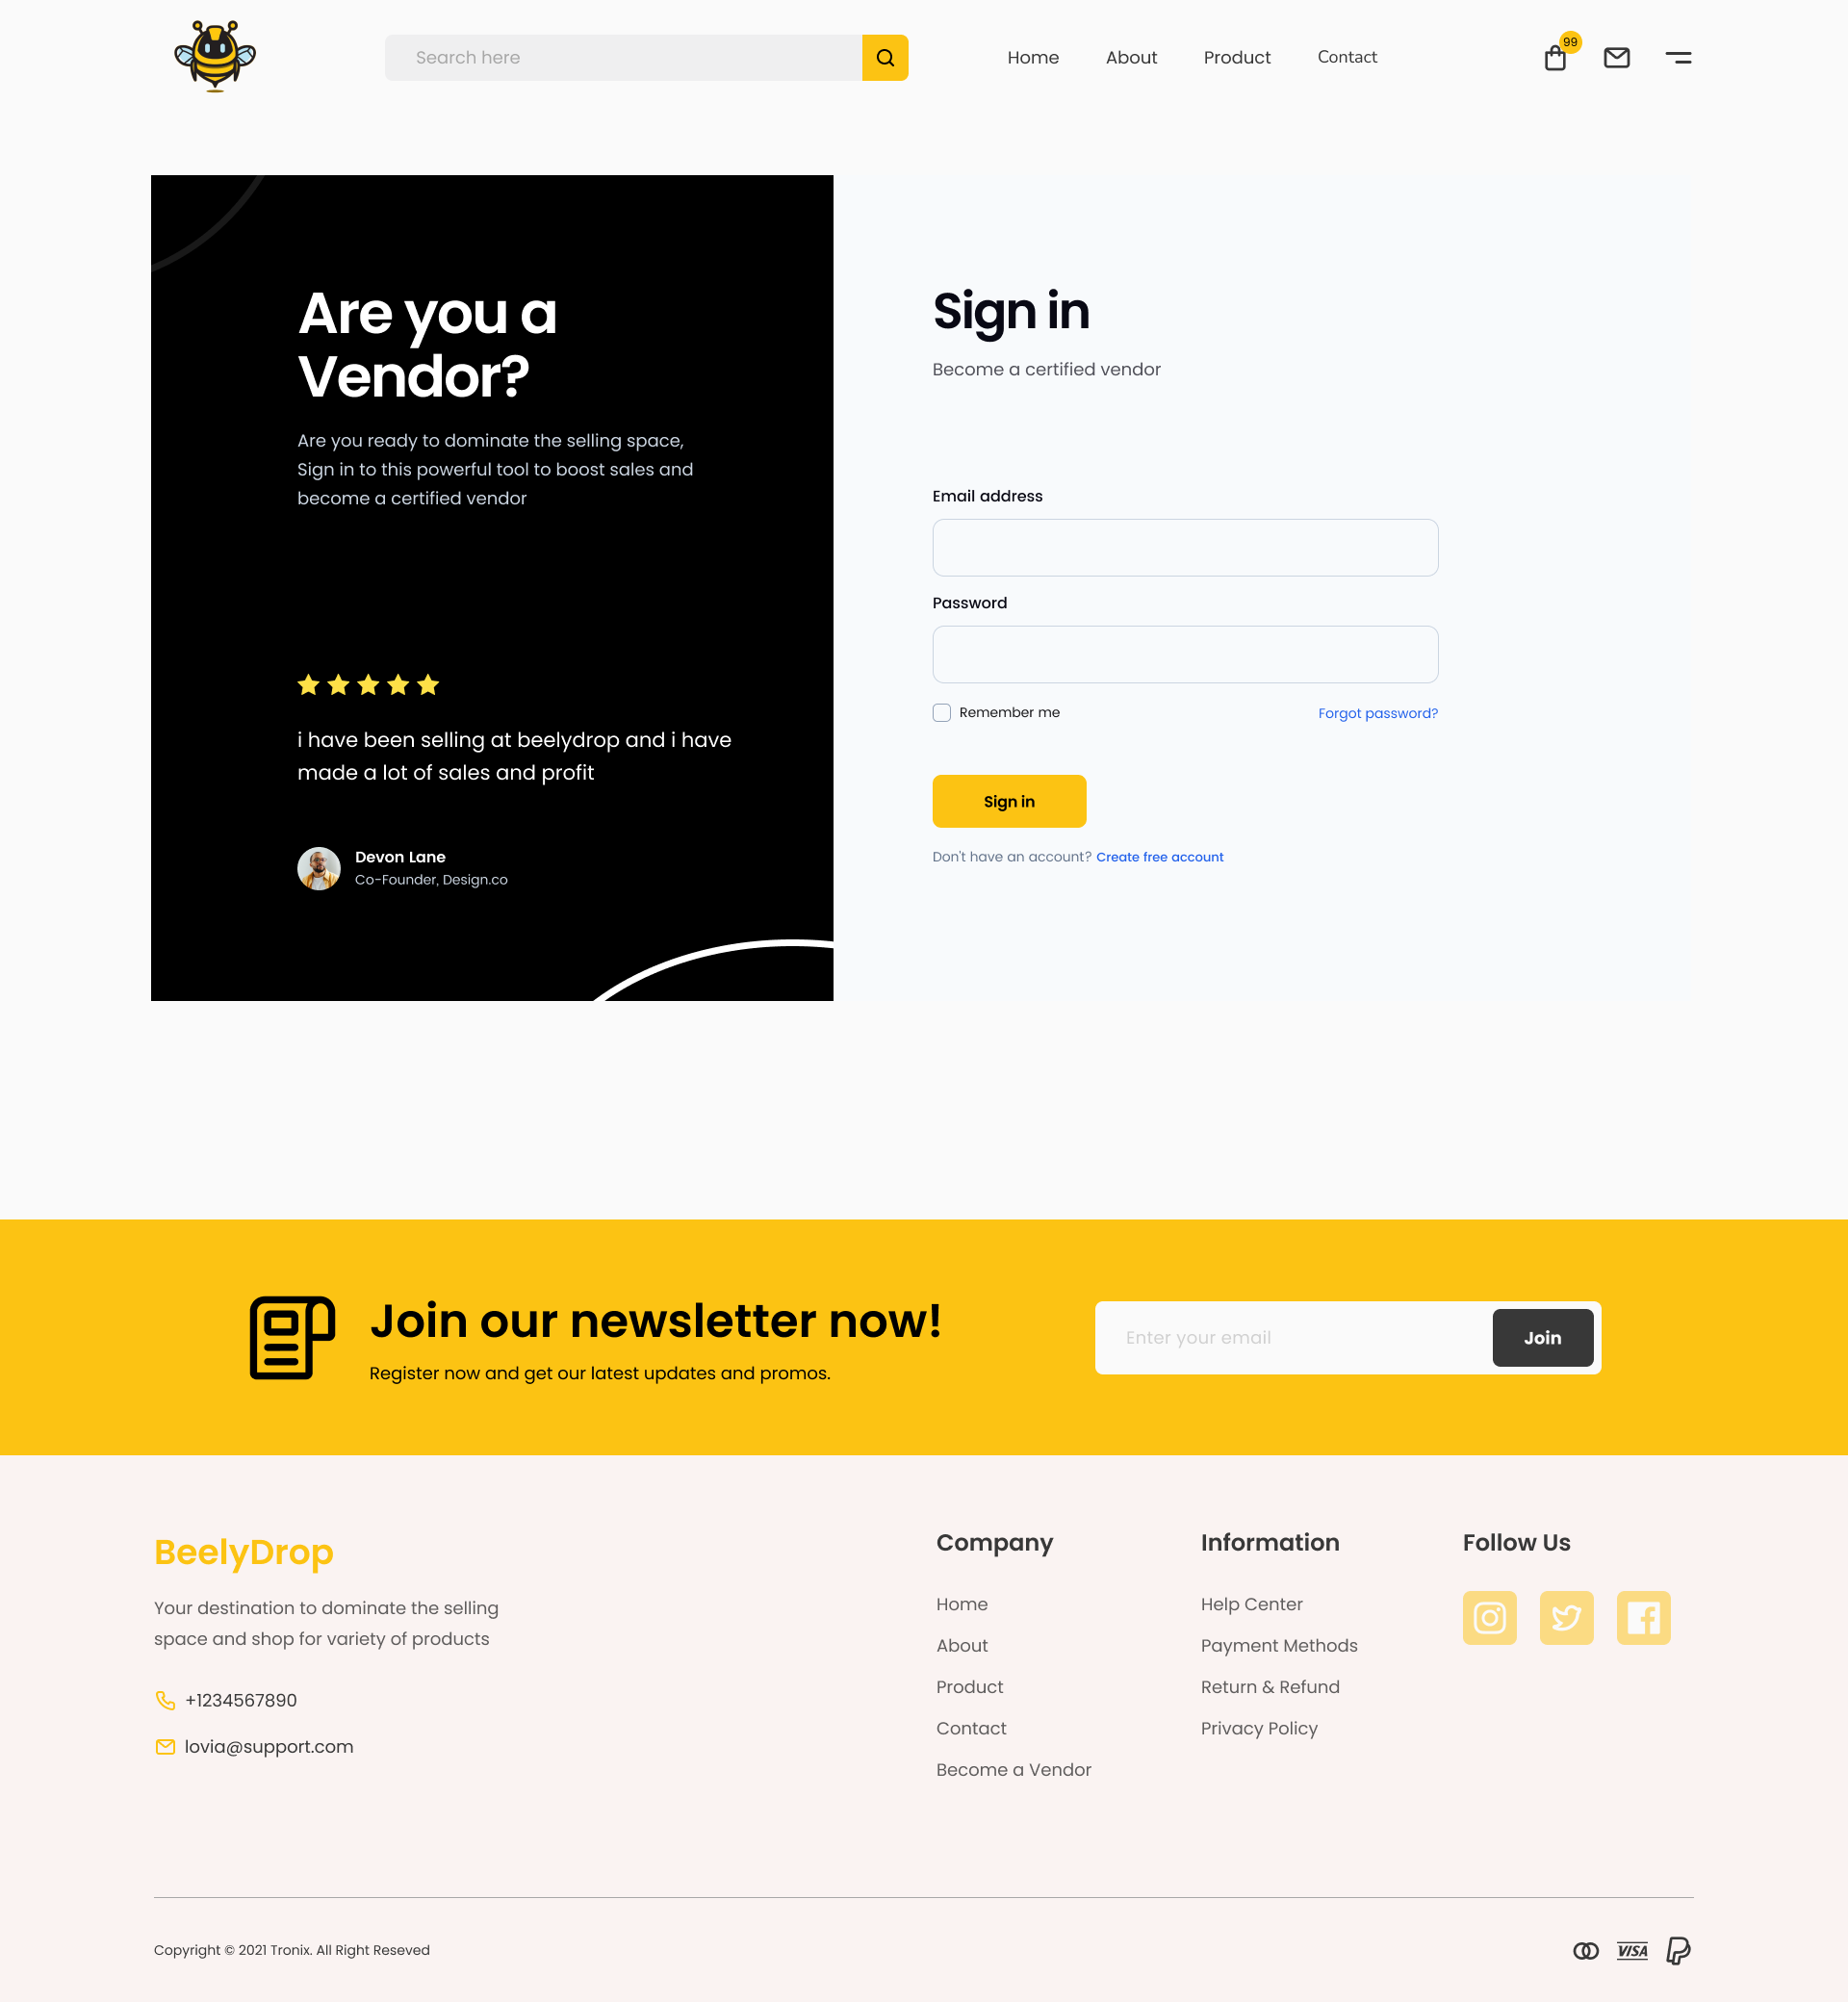 Search here
Home
About
Product
Contact
99
Are you a
Vendor?
Are you ready to dominate the selling space,
Sign in to this powerful tool to boost sales and
become a certified vendor
i have been selling at beelydrop and i have
made a lot of sales and profit
Devon Lane
Co-Founder, Design.co
Sign in
Become a certified vendor
Email address
Password
Remember me
Forgot password?
Sign in
Don't have an account? Create free account
Join our newsletter now!
Register now and get our latest updates and promos.
Enter your email
Join
BeelyDrop
Your destination to dominate the selling
space and shop for variety of products
+1234567890
lovia@support.com
Company
Home
About
Product
Contact
Become a Vendor
Information
Help Center
Payment Methods
Return & Refund
Privacy Policy
Follow Us
Copyright © 2021 Tronix. All Right Reseved
VISA